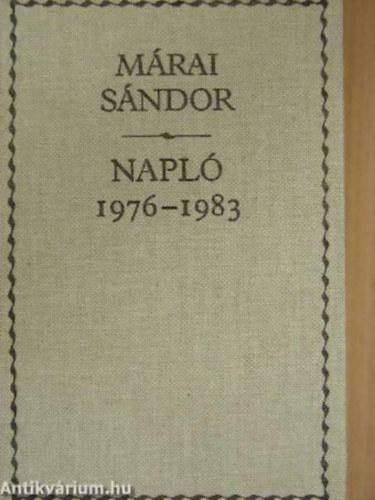 MÁRAI
SÁNDOR
NAPLÓ
1976–1983
Antikvárium.hu